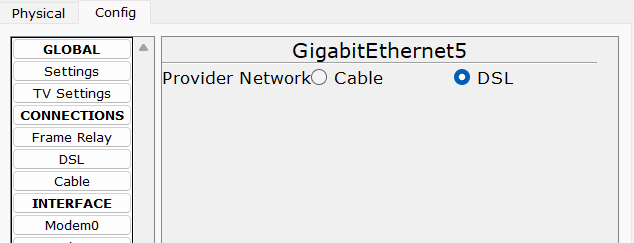 Physical Config
GLOBAL
Settings
TV Settings
CONNECTIONS
Frame Relay
DSL
Cable
INTERFACE
Modem0
GigabitEthernet5
Provider Network Cable DSL